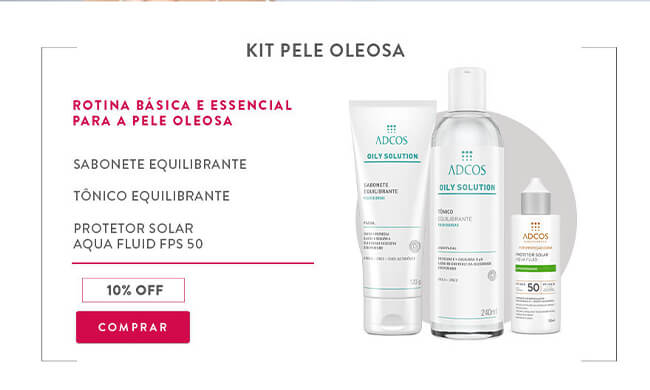 KIT PELE OLEOSA
ROTINA BÁSICA E ESSENCIAL
PARA A PELE OLEOSA
SABONETE EQUILIBRANTE
TÔNICO EQUILIBRANTE
PROTETOR SOLAR
AQUA FLUID FPS 50
10% OFF
COMPRAR
ADCOS
OILY SOLUTION
SABONETE
EQUILIBRANTE
120g
ADCOS
OILY SOLUTION
TÔNICO
EQUILIBRANTE
240ml
ADCOS
PROTETOR SOLAR
AQUA FLUID
50